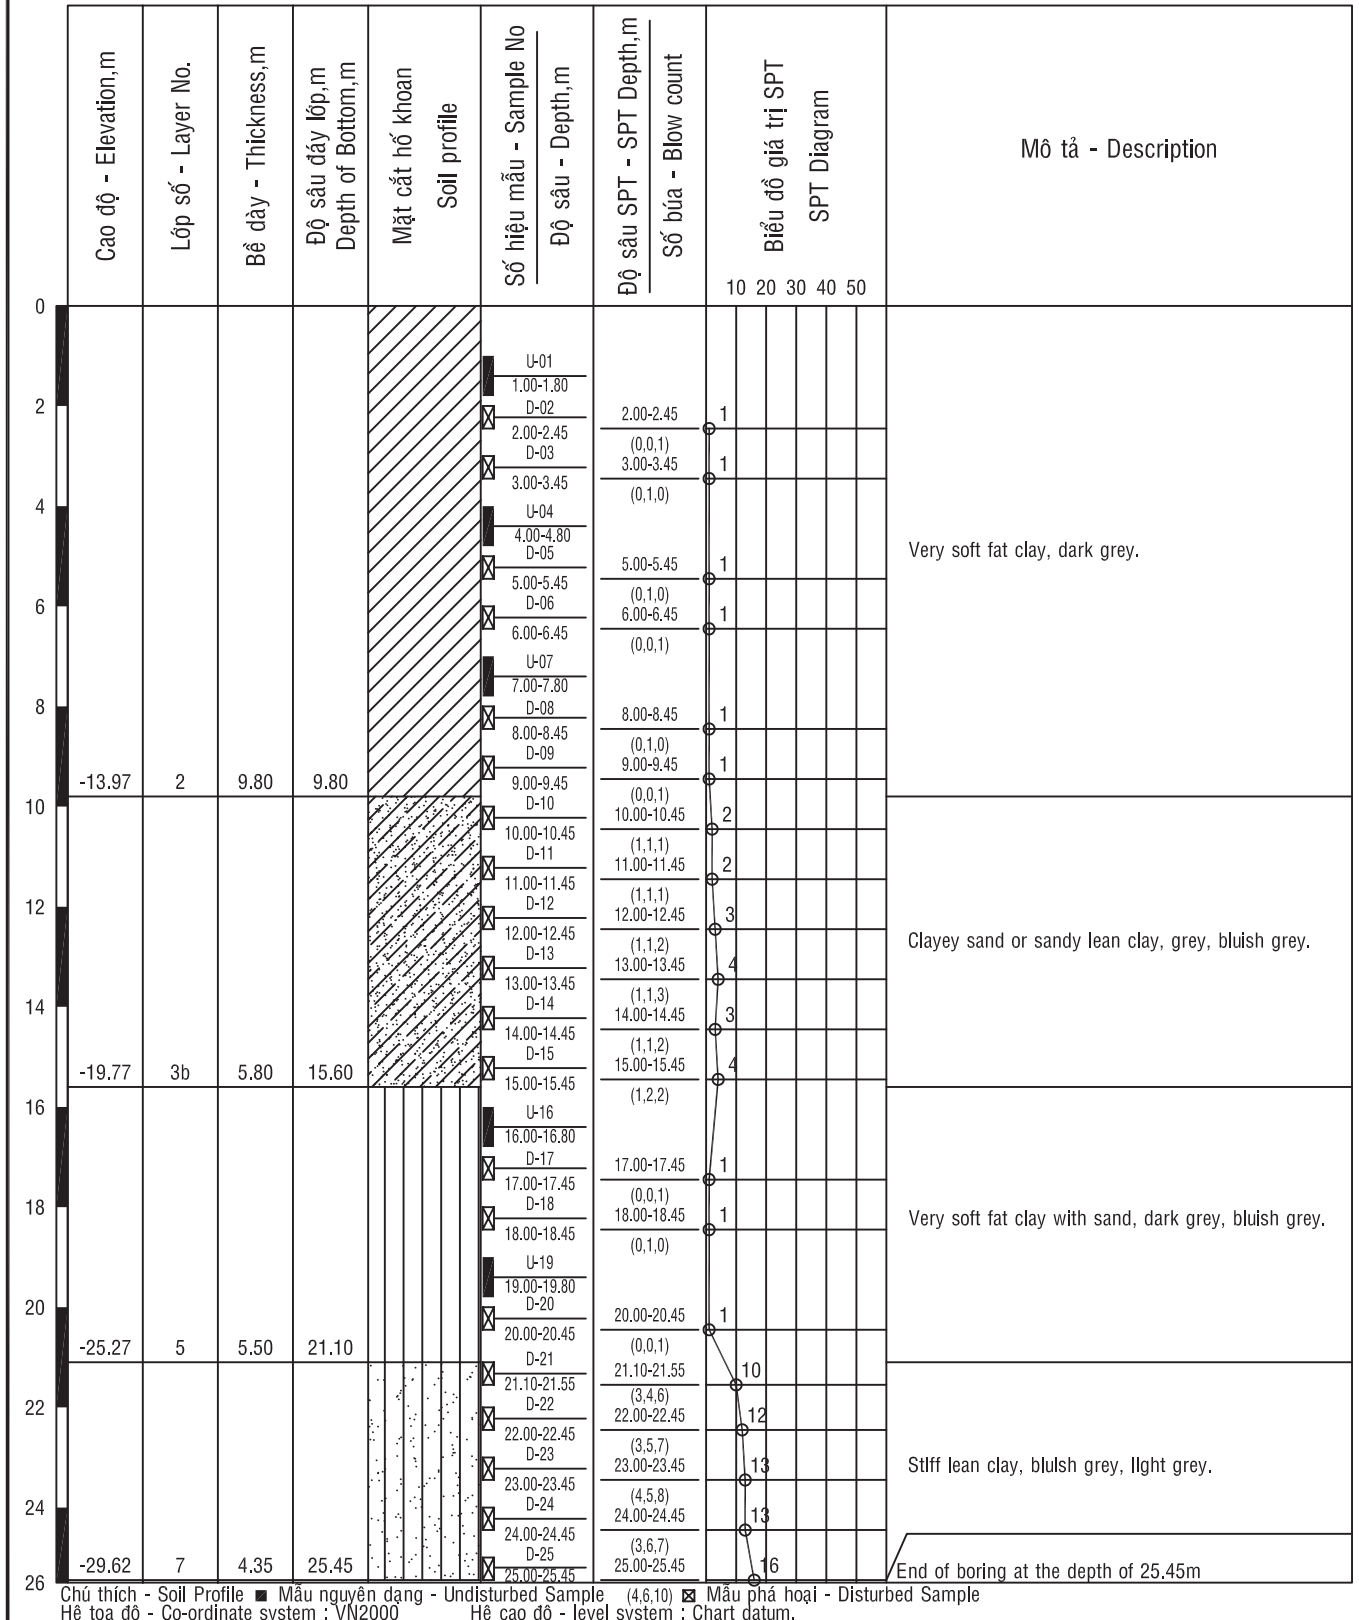 Cao độ - Elevation,m
Lớp số - Layer No.
Bề dày - Thickness,m
Độ sâu đáy lớp,m
Depth of Bottom,m
Mặt cắt hố khoan
Soil profile
Số hiệu mẫu - Sample No
Độ sâu - Depth,m
Độ sâu SPT - SPT Depth,m
Số búa - Blow count
Biểu đồ giá trị SPT
SPT Diagram
10 20 30 40 50
Mô tả - Description
0
U-01
1.00-1.80
2
D-02
2.00-2.45
2.00-2.45
1
(0,0,1)
D-03
3.00-3.45
3.00-3.45
1
(0,1,0)
4
U-04
4.00-4.80
D-05
5.00-5.45
5.00-5.45
1
(0,1,0)
Very soft fat clay, dark grey.
6
D-06
6.00-6.45
6.00-6.45
1
(0,0,1)
U-07
7.00-7.80
8
D-08
8.00-8.45
8.00-8.45
1
(0,1,0)
D-09
9.00-9.45
9.00-9.45
1
(0,0,1)
-13.97 2 9.80 9.80
10
D-10
10.00-10.45
10.00-10.45
2
(1,1,1)
D-11
11.00-11.45
11.00-11.45
2
(1,1,1)
12
D-12
12.00-12.45
12.00-12.45
3
(1,1,2)
Clayey sand or sandy lean clay, grey, bluish grey.
D-13
13.00-13.45
13.00-13.45
4
(1,1,3)
14
D-14
14.00-14.45
14.00-14.45
3
(1,1,2)
D-15
15.00-15.45
15.00-15.45
4
(1,2,2)
-19.77 3b 5.80 15.60
16
U-16
16.00-16.80
D-17
17.00-17.45
17.00-17.45
1
(0,0,1)
18
D-18
18.00-18.45
18.00-18.45
1
(0,1,0)
Very soft fat clay with sand, dark grey, bluish grey.
U-19
19.00-19.80
20
D-20
20.00-20.45
20.00-20.45
1
(0,0,1)
-25.27 5 5.50 21.10
D-21
21.10-21.55
21.10-21.55
10
(3,4,6)
22
D-22
22.00-22.45
22.00-22.45
12
(3,5,7)
D-23
23.00-23.45
23.00-23.45
13
(4,5,8)
Stiff lean clay, bluish grey, light grey.
24
D-24
24.00-24.45
24.00-24.45
13
(3,6,7)
D-25
25.00-25.45
25.00-25.45
16
-29.62 7 4.35 25.45
End of boring at the depth of 25.45m
26
Chú thích - Soil Profile Mẫu nguyên dạng - Undisturbed Sample (4,6,10) Mẫu phá hoại - Disturbed Sample
Hệ tọa độ - Co-ordinate system : VN2000 Hệ cao độ - level system : Chart datum.